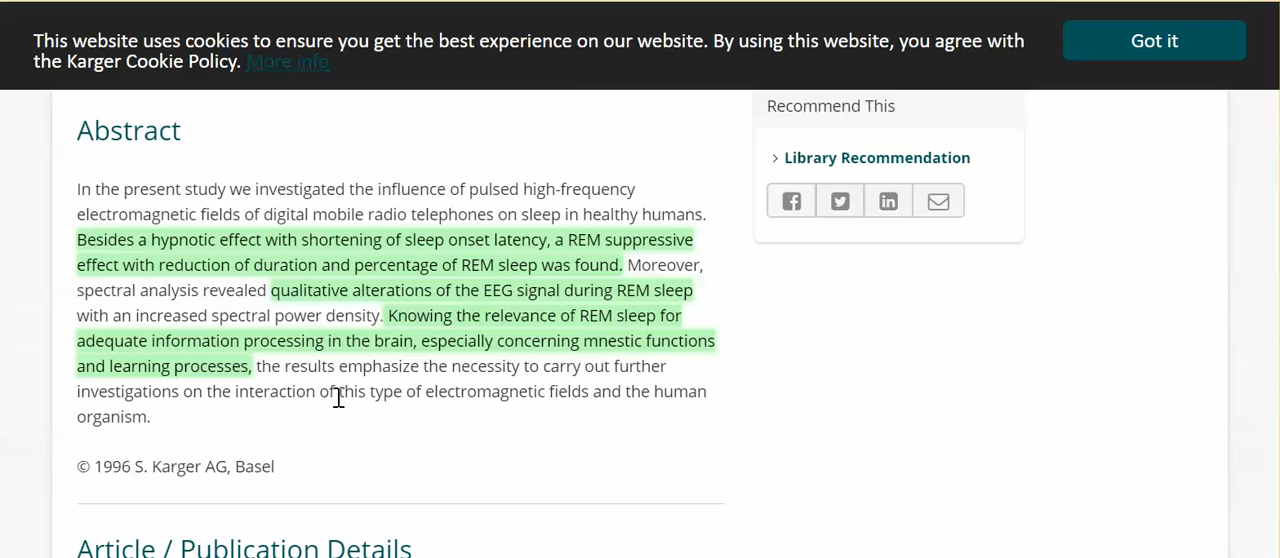 This website uses cookies to ensure you get the best experience on our website. By using this website, you agree with
the Karger Cookie Policy. More info
Got it
Abstract
In the present study we investigated the influence of pulsed high-frequency
electromagnetic fields of digital mobile radio telephones on sleep in healthy humans.
Besides a hypnotic effect with shortening of sleep onset latency, a REM suppressive
effect with reduction of duration and percentage of REM sleep was found. Moreover,
spectral analysis revealed qualitative alterations of the EEG signal during REM sleep
with an increased spectral power density. Knowing the relevance of REM sleep for
adequate information processing in the brain, especially concerning mnestic functions
and learning processes, the results emphasize the necessity to carry out further
investigations on the interaction of this type of electromagnetic fields and the human
organism.
© 1996 S. Karger AG, Basel
Article / Publication Details
Recommend This
› Library Recommendation